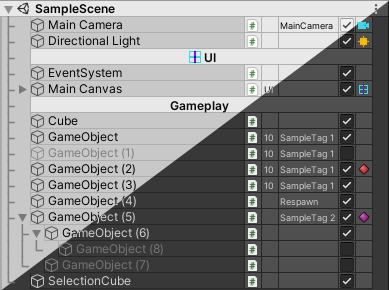 SampleScene
Main Camera # MainCamera
Directional Light #
UI
EventSystem #
Main Canvas # UI
Gameplay
Cube #
GameObject # 10 SampleTag 1
GameObject (1) # 10 SampleTag 1
GameObject (2) # 10 SampleTag 1
GameObject (3) # 10 SampleTag 1
GameObject (4) # Respawn
GameObject (5) # SampleTag 2
GameObject (6) #
GameObject (8) #
GameObject (7) #
SelectionCube #